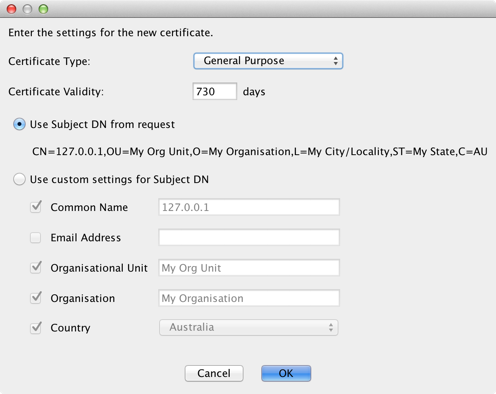 Enter the settings for the new certificate.
Certificate Type: General Purpose
Certificate Validity: 730 days
Use Subject DN from request
CN=127.0.0.1,OU=My Org Unit,O=My Organisation,L=My City/Locality,ST=My State,C=AU
Use custom settings for Subject DN
Common Name 127.0.0.1
Email Address
Organisational Unit My Org Unit
Organisation My Organisation
Country Australia
Cancel OK